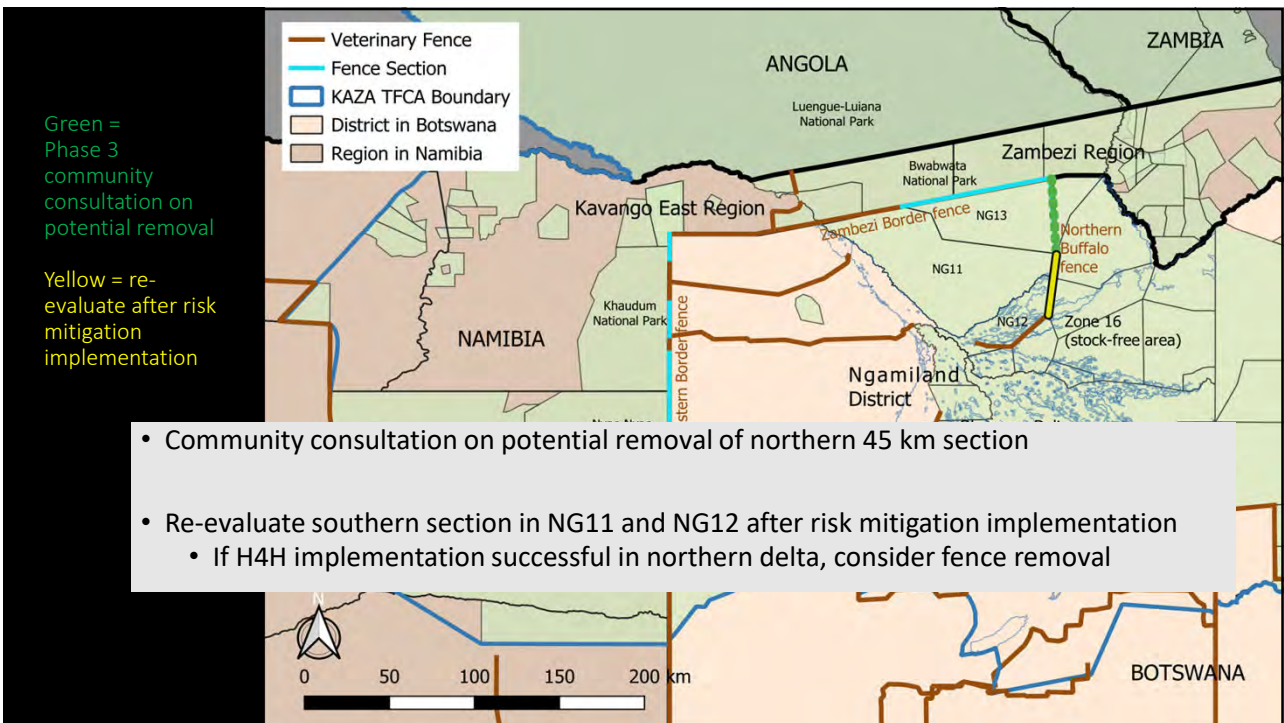 Green =
Phase 3
community
consultation on
potential removal
Yellow = re-
evaluate after risk
mitigation
implementation
Veterinary Fence
Fence Section
KAZA TFCA Boundary
District in Botswana
Region in Namibia
ANGOLA
ZAMBIA
Luengue-Luiana
National Park
Bwabwata
National Park
Zambezi Region
Kavango East Region
Zambezi Border fence
NG13
Northern
Buffalo
fence
NG11
Khaudum
National Park
NG12
Zone 16
(stock-free area)
NAMIBIA
stern Border fence
Ngamiland
District
• Community consultation on potential removal of northern 45 km section
• Re-evaluate southern section in NG11 and NG12 after risk mitigation implementation
• If H4H implementation successful in northern delta, consider fence removal
N
0 50 100 150 200 km
BOTSWANA